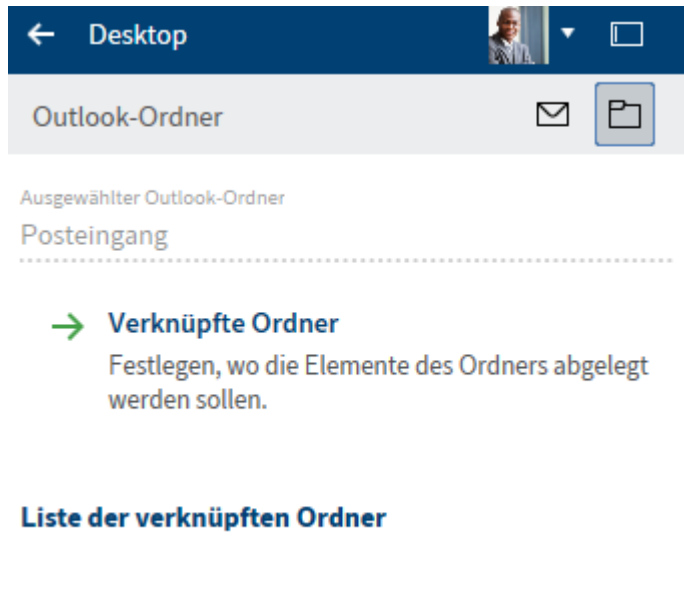 Desktop
Outlook-Ordner
Ausgewählter Outlook-Ordner
Posteingang
Verknüpfte Ordner
Festlegen, wo die Elemente des Ordners abgelegt
werden sollen.
Liste der verknüpften Ordner